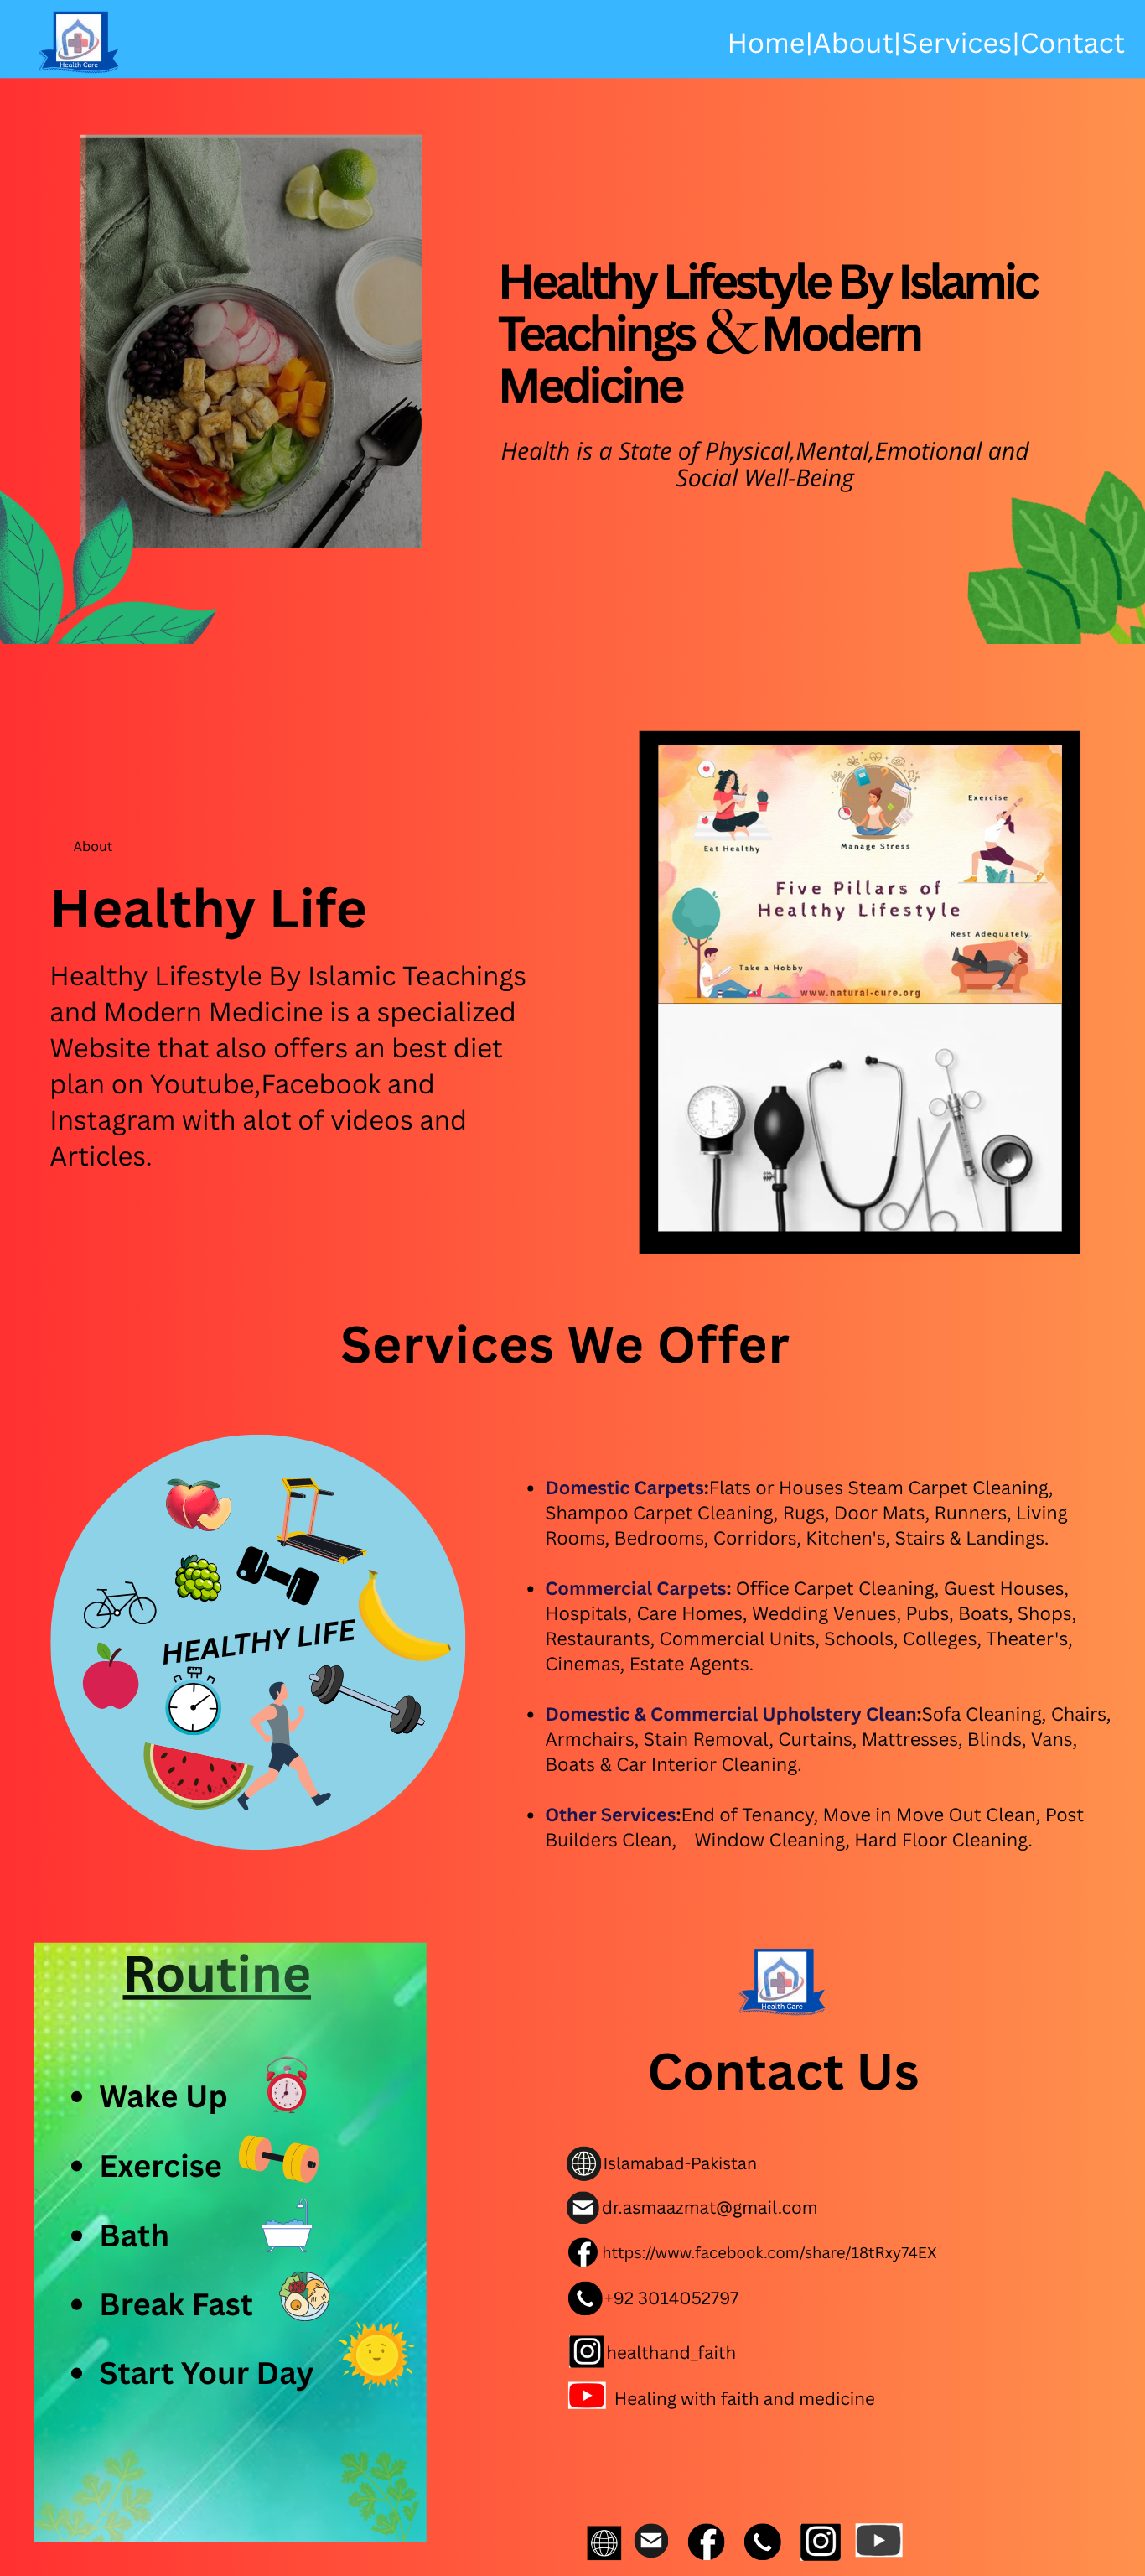 Health Care
Home|About|Services|Contact
Healthy Lifestyle By Islamic
Teachings & Modern
Medicine
Health is a State of Physical,Mental,Emotional and
Social Well-Being
About
Healthy Life
Healthy Lifestyle By Islamic Teachings
and Modern Medicine is a specialized
Website that also offers an best diet
plan on Youtube,Facebook and
Instagram with alot of videos and
Articles.
Eat Healthy
Manage Stress
Exercise
Five Pillars of
Healthy Lifestyle
Rest Adequately
Take a Hobby
www.natural-cure.org
Services We Offer
HEALTHY LIFE
Domestic Carpets:Flats or Houses Steam Carpet Cleaning,
Shampoo Carpet Cleaning, Rugs, Door Mats, Runners, Living
Rooms, Bedrooms, Corridors, Kitchen's, Stairs & Landings.
Commercial Carpets: Office Carpet Cleaning, Guest Houses,
Hospitals, Care Homes, Wedding Venues, Pubs, Boats, Shops,
Restaurants, Commercial Units, Schools, Colleges, Theater's,
Cinemas, Estate Agents.
Domestic & Commercial Upholstery Clean:Sofa Cleaning, Chairs,
Armchairs, Stain Removal, Curtains, Mattresses, Blinds, Vans,
Boats & Car Interior Cleaning.
Other Services:End of Tenancy, Move in Move Out Clean, Post
Builders Clean, Window Cleaning, Hard Floor Cleaning.
Routine
Wake Up
Exercise
Bath
Break Fast
Start Your Day
Health Care
Contact Us
Islamabad-Pakistan
dr.asmaazmat@gmail.com
https://www.facebook.com/share/18tRxy74EX
+92 3014052797
healthand_faith
Healing with faith and medicine